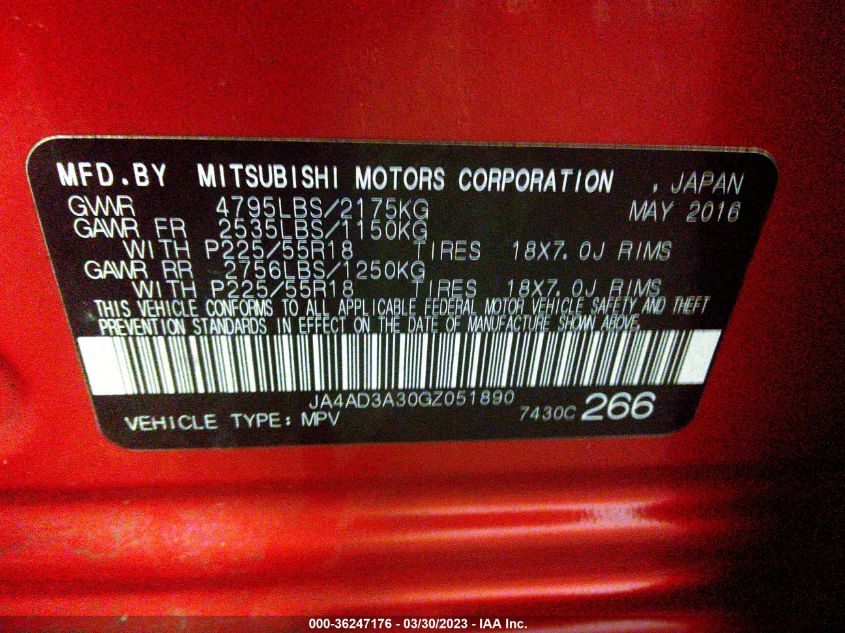 MFD.BY MITSUBISHI MOTORS CORPORATION , JAPAN
GVWR 4795LBS/2175KG MAY 2016
GAWR FR 2535LBS/1150KG
WITH P225/55R18 TIRES 18X7.0J RIMS
GAWR RR 2756LBS/1250KG
WITH P225/55R18 TIRES 18X7.0J RIMS
THIS VEHICLE CONFORMS TO ALL APPLICABLE FEDERAL MOTOR VEHICLE SAFETY AND THEFT
PREVENTION STANDARDS IN EFFECT ON THE DATE OF MANUFACTURE SHOWN ABOVE.
JA4AD3A30GZ051890
VEHICLE TYPE: MPV 7430C 266
000-36247176 - 03/30/2023 - IAA Inc.